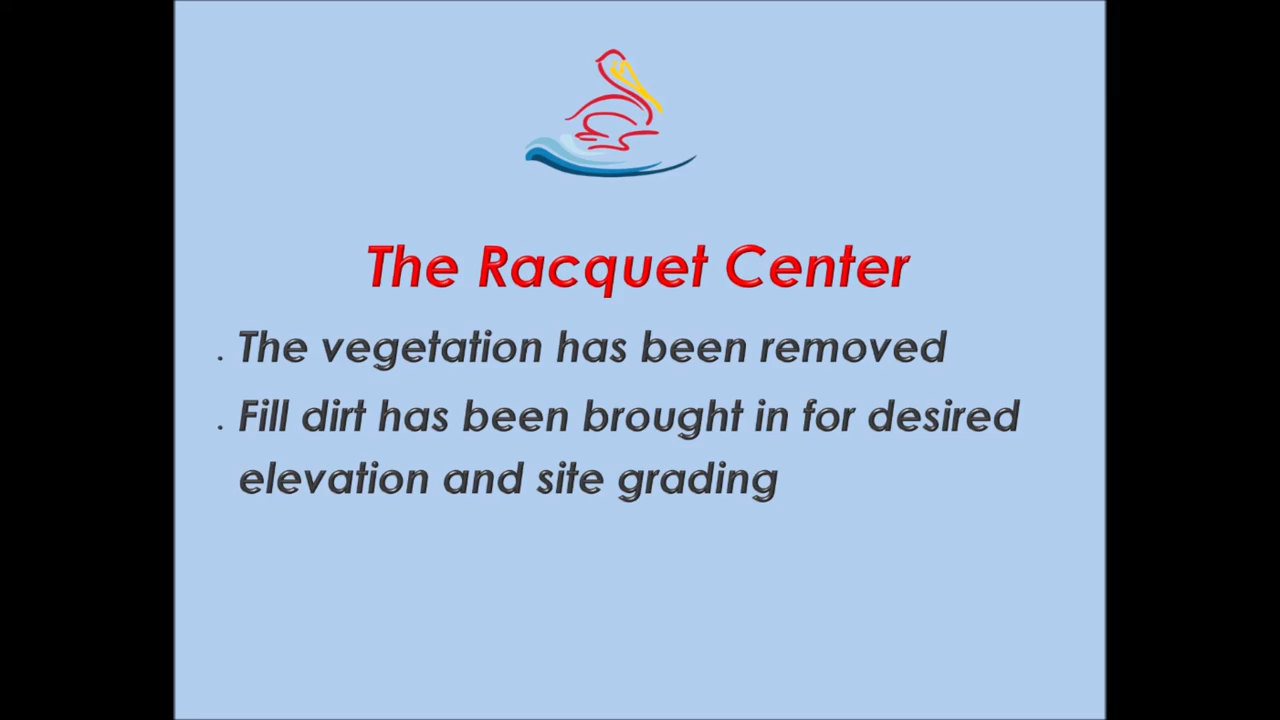 The Racquet Center
. The vegetation has been removed
. Fill dirt has been brought in for desired
elevation and site grading